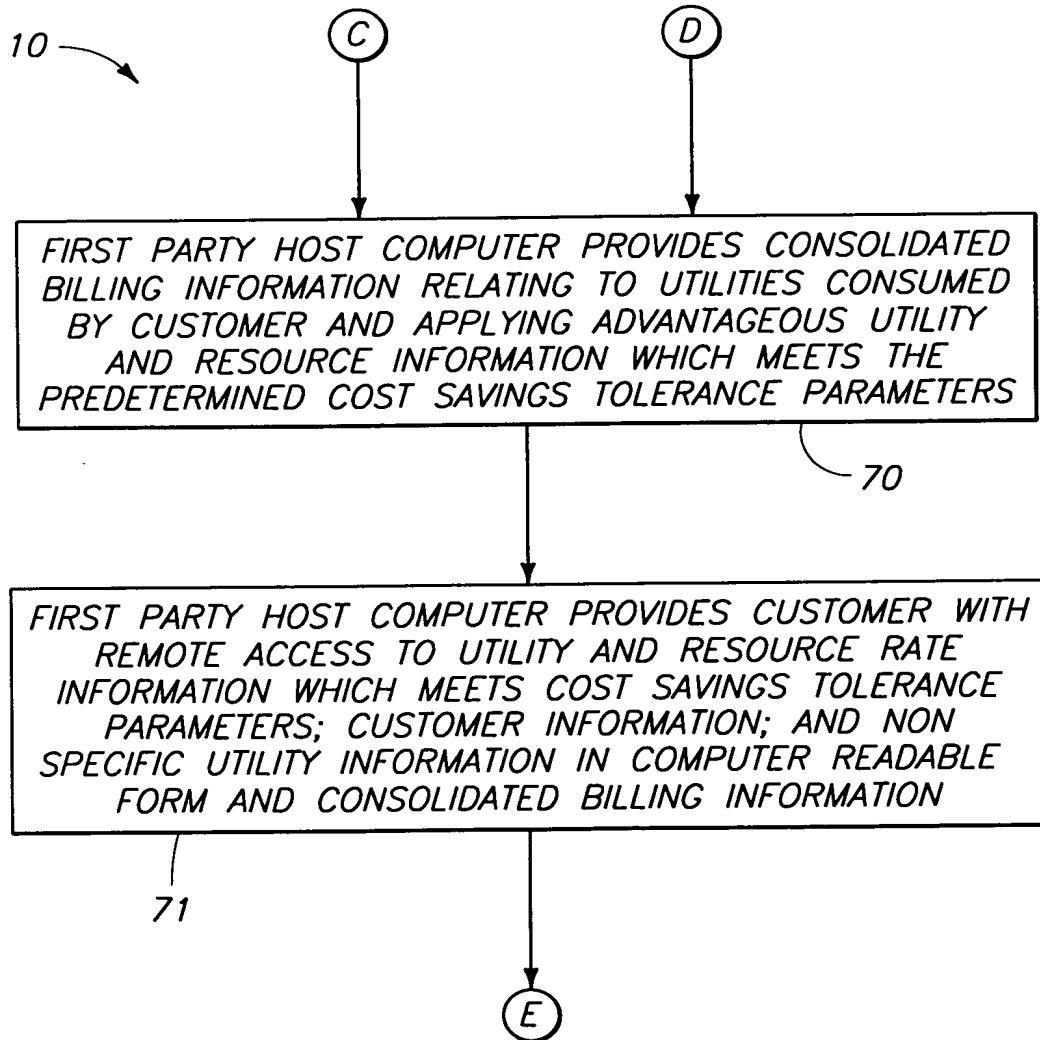 10
C
D
FIRST PARTY HOST COMPUTER PROVIDES CONSOLIDATED
BILLING INFORMATION RELATING TO UTILITIES CONSUMED
BY CUSTOMER AND APPLYING ADVANTAGEOUS UTILITY
AND RESOURCE INFORMATION WHICH MEETS THE
PREDETERMINED COST SAVINGS TOLERANCE PARAMETERS
70
FIRST PARTY HOST COMPUTER PROVIDES CUSTOMER WITH
REMOTE ACCESS TO UTILITY AND RESOURCE RATE
INFORMATION WHICH MEETS COST SAVINGS TOLERANCE
PARAMETERS; CUSTOMER INFORMATION; AND NON
SPECIFIC UTILITY INFORMATION IN COMPUTER READABLE
FORM AND CONSOLIDATED BILLING INFORMATION
71
E